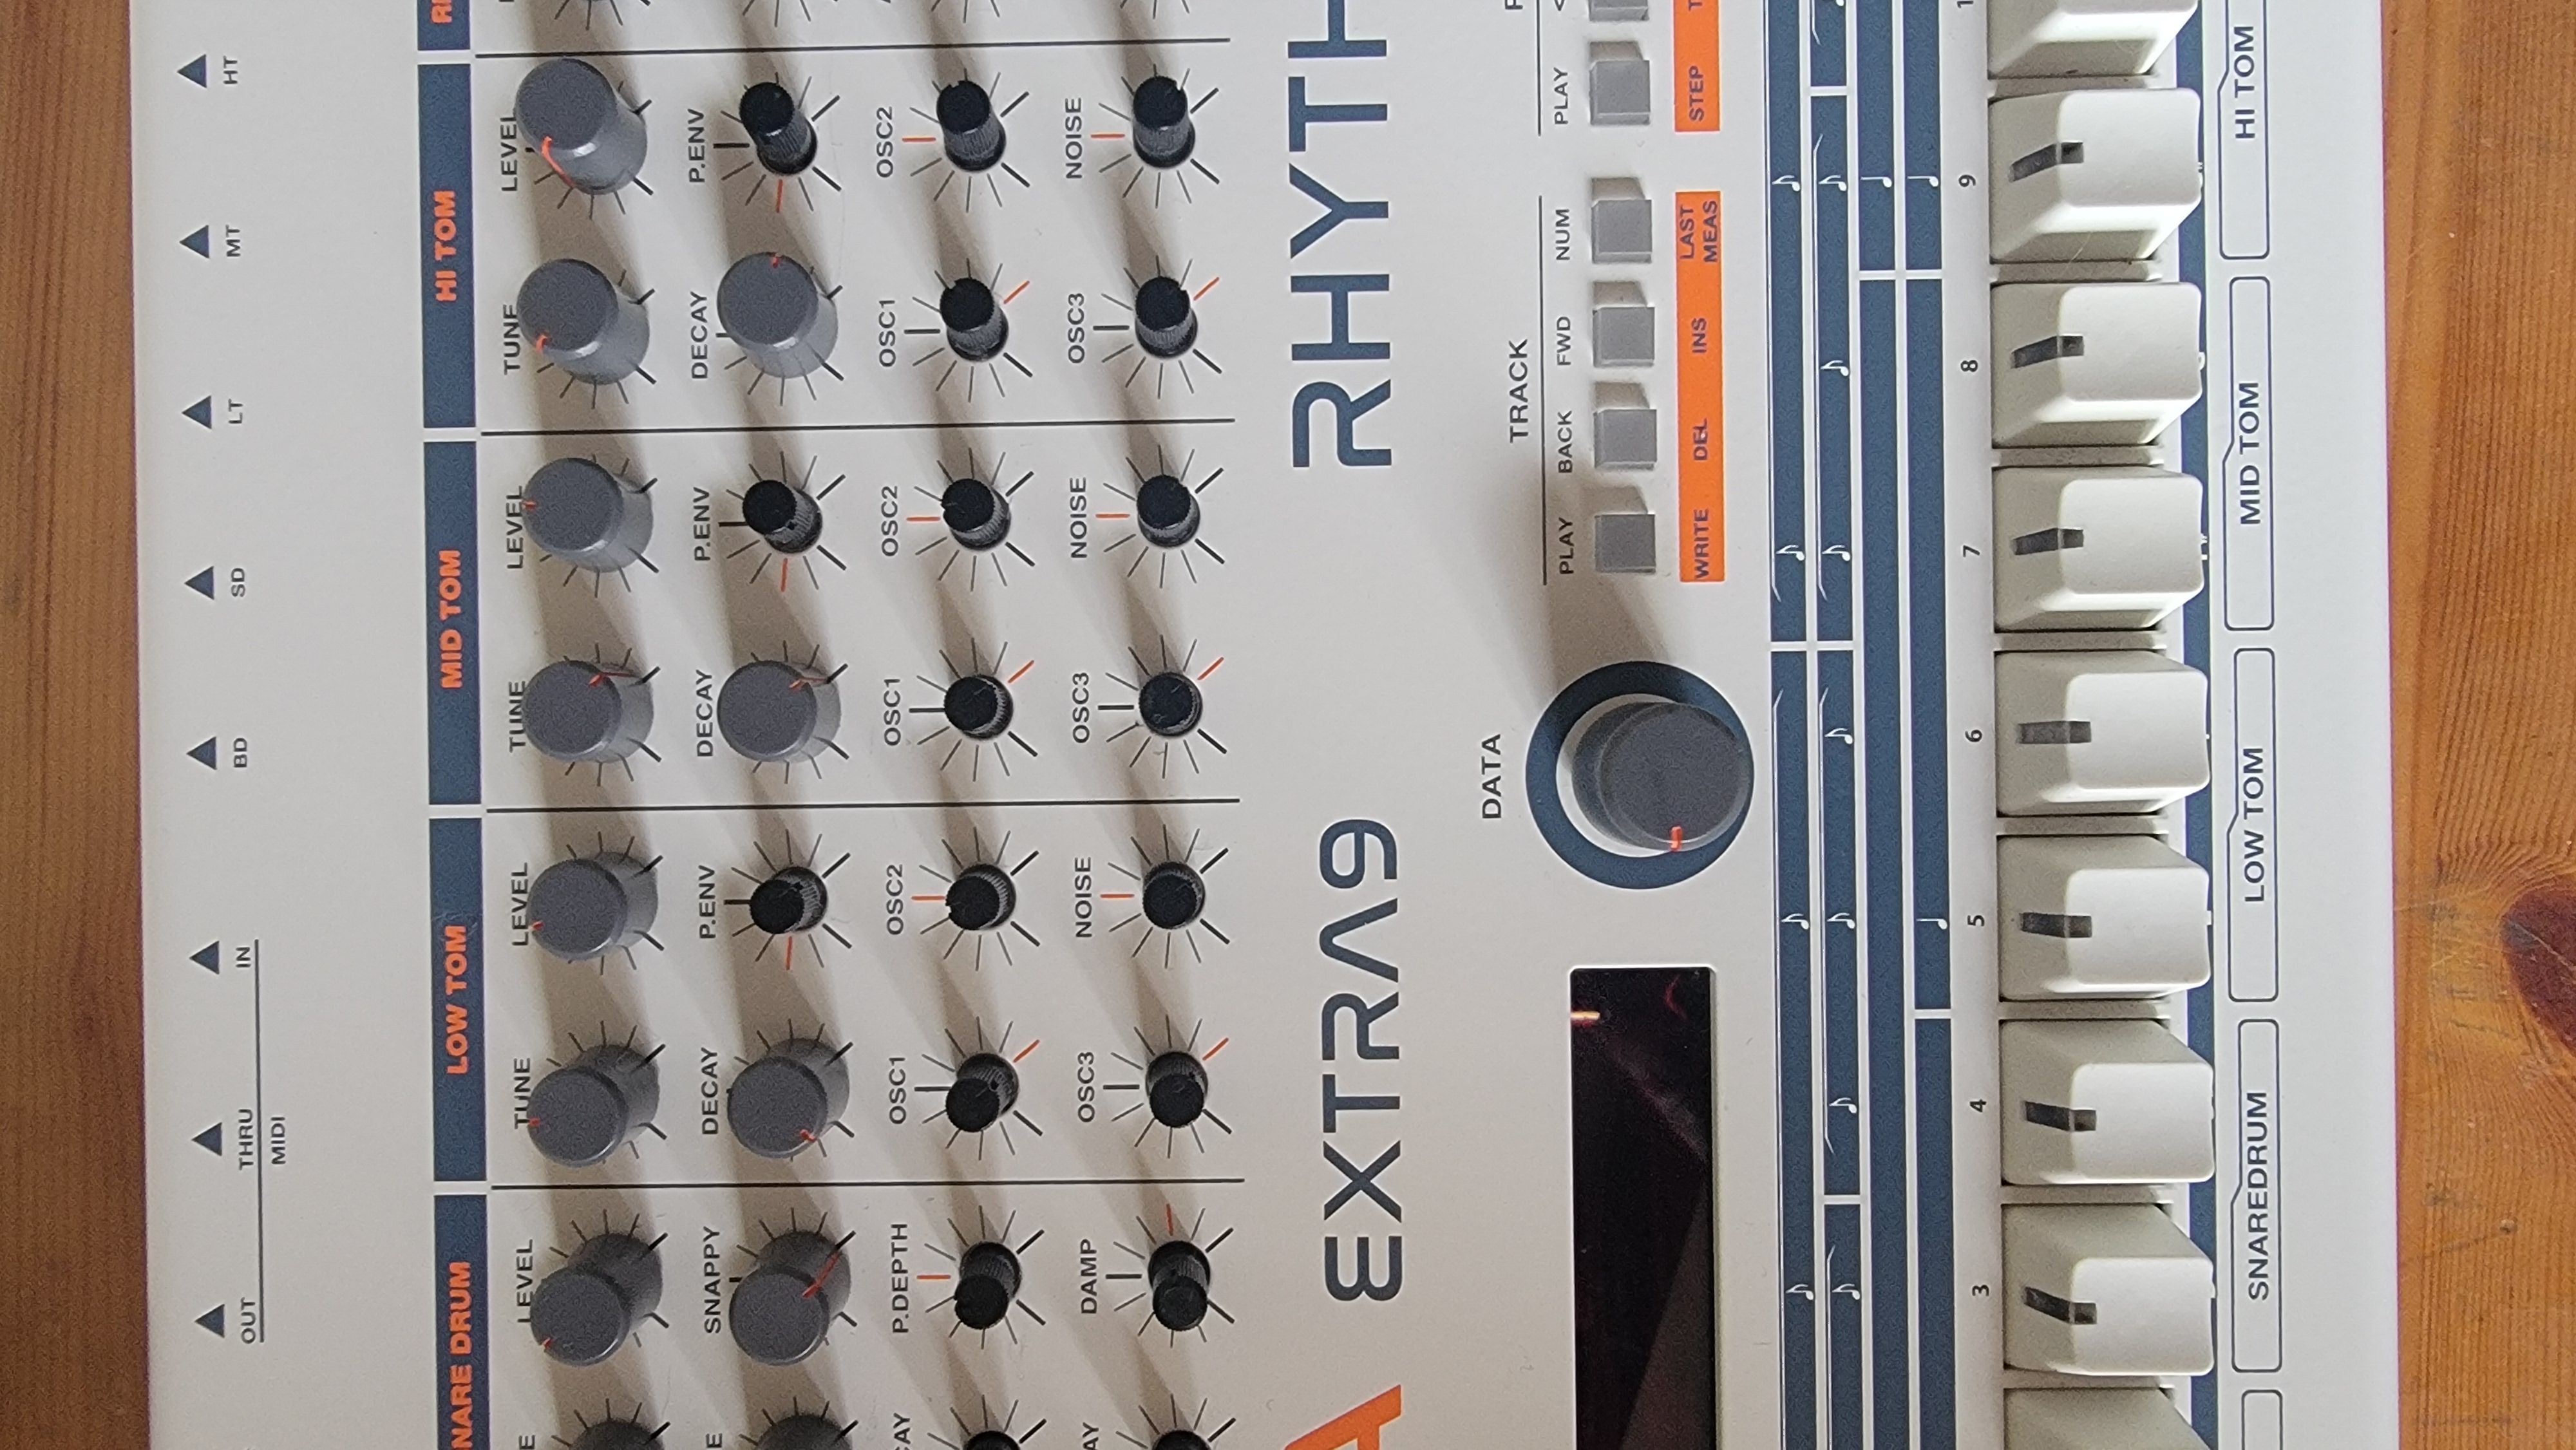 OUT THRU IN BD SD LT MT HT
MIDI
NARE DRUM LOW TOM MID TOM HI TOM
LEVEL TUNE LEVEL TUNE LEVEL TUNE LEVEL
SNAPPY DECAY P.ENV DECAY P.ENV DECAY P.ENV
CAY P.DEPTH OSC1 OSC2 OSC1 OSC2 OSC1 OSC2
AY DAMP OSC3 NOISE OSC3 NOISE OSC3 NOISE
A EXTRA9 RHYTH
DATA TRACK
PLAY BACK FWD NUM PLAY
WRITE DEL INS LAST MEAS STEP
3 4 5 6 7 8 9
SNAREDRUM LOW TOM MID TOM HI TOM